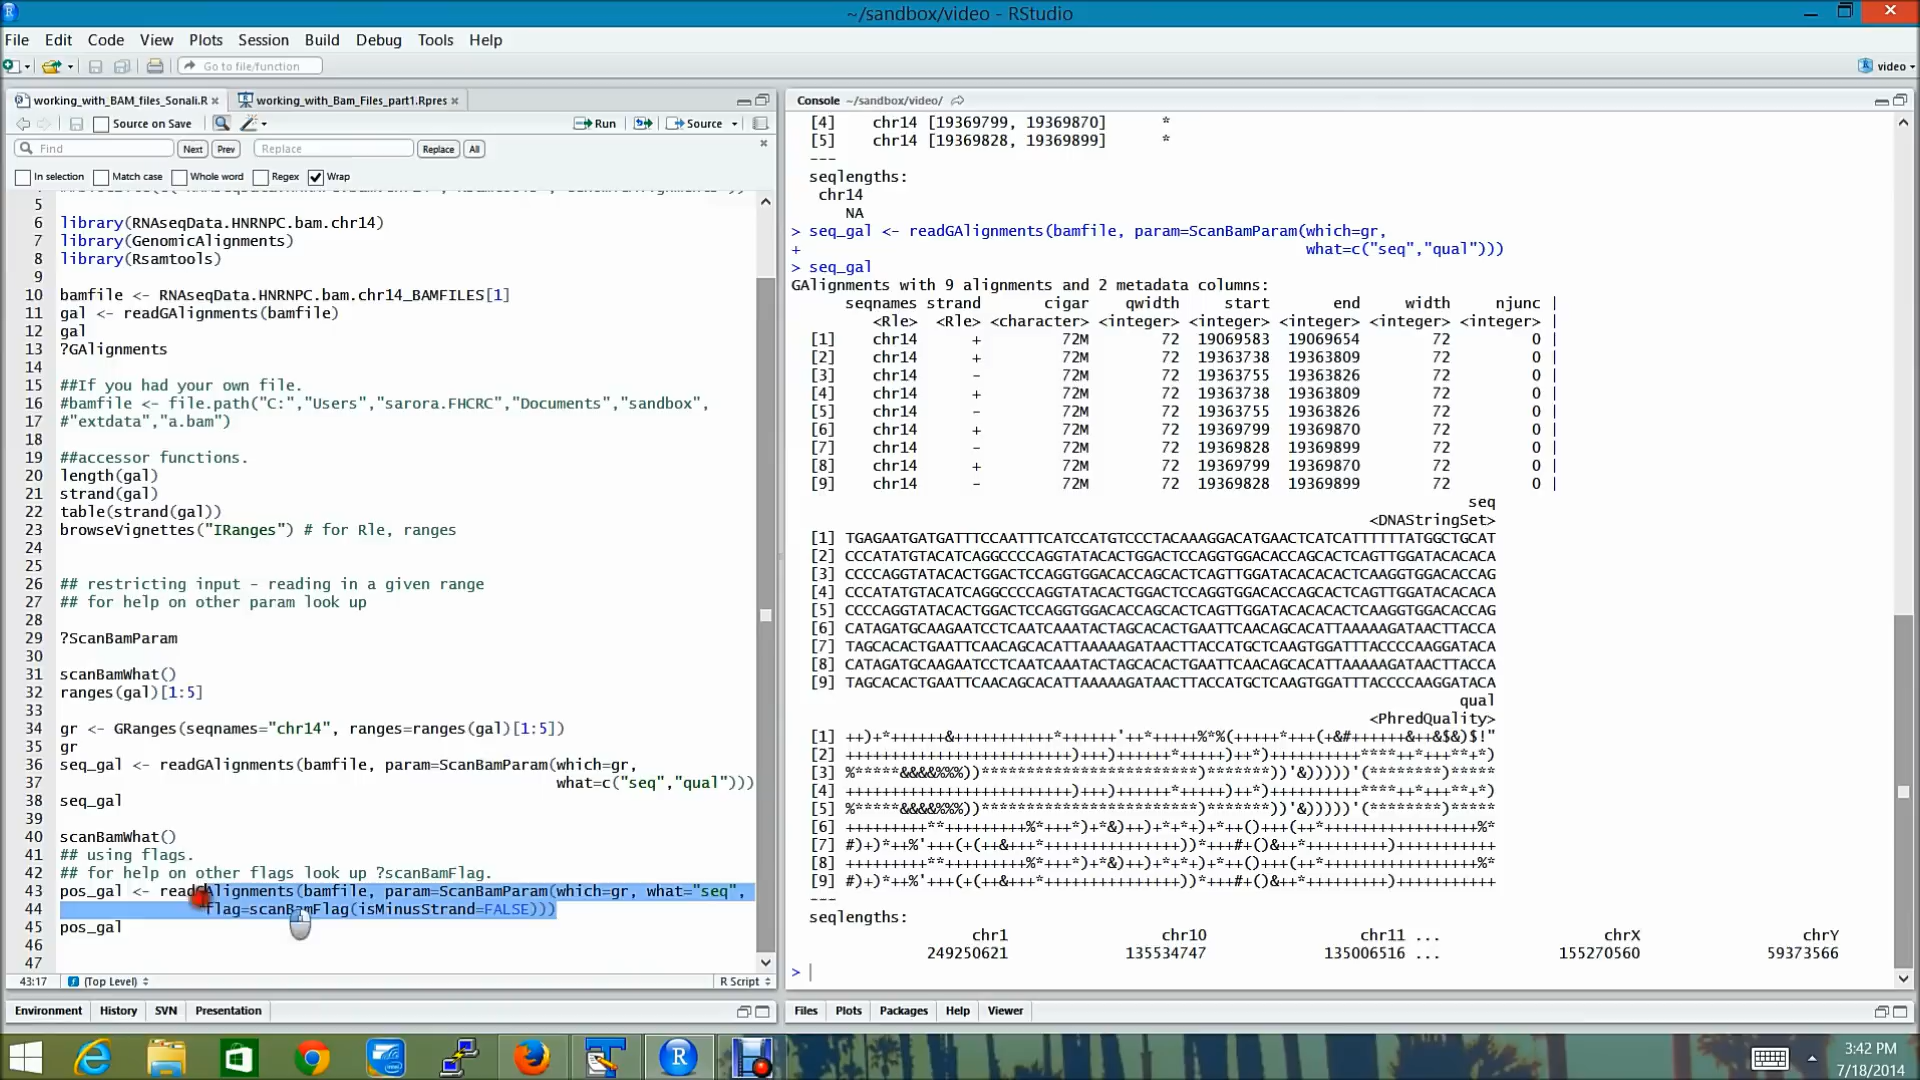 ~/sandbox/video - RStudio
File Edit Code View Plots Session Build Debug Tools Help
Go to file/function
video
working_with_BAM_files_Sonali.R
working_with_Bam_Files_part1.Rpres
Source on Save
Run
Source
Find
Next
Prev
Replace
Replace
All
In selection
Match case
Whole word
Regex
Wrap
5
6 library(RNAseqData.HNRNPC.bam.chr14)
7 library(GenomicAlignments)
8 library(Rsamtools)
9
10 bamfile <- RNAseqData.HNRNPC.bam.chr14_BAMFILES[1]
11 gal <- readGAlignments(bamfile)
12 gal
13 ?GAlignments
14
15 ##If you had your own file.
16 #bamfile <- file.path("C:","Users","sarora.FHCRC","Documents","sandbox",
17 #"extdata","a.bam")
18
19 ##accessor functions.
20 length(gal)
21 strand(gal)
22 table(strand(gal))
23 browseVignettes("IRanges") # for Rle, ranges
24
25
26 ## restricting input - reading in a given range
27 ## for help on other param look up
28
29 ?ScanBamParam
30
31 scanBamWhat()
32 ranges(gal)[1:5]
33
34 gr <- GRanges(seqnames="chr14", ranges=ranges(gal)[1:5])
35 gr
36 seq_gal <- readGAlignments(bamfile, param=ScanBamParam(which=gr,
37 what=c("seq","qual")))
38 seq_gal
39
40 scanBamWhat()
41 ## using flags.
42 ## for help on other flags look up ?scanBamFlag.
43 pos_gal <- readGAlignments(bamfile, param=ScanBamParam(which=gr, what="seq",
44 flag=scanBamFlag(isMinusStrand=FALSE)))
45 pos_gal
46
47
43:17 (Top Level) R Script
Environment History SVN Presentation
Console ~/sandbox/video/
[4] chr14 [19369799, 19369870] *
[5] chr14 [19369828, 19369899] *
---
seqlengths:
chr14
NA
> seq_gal <- readGAlignments(bamfile, param=ScanBamParam(which=gr,
+ what=c("seq","qual")))
> seq_gal
GAlignments with 9 alignments and 2 metadata columns:
seqnames strand cigar qwidth start end width njunc |
<Rle> <Rle> <character> <integer> <integer> <integer> <integer> <integer> |
[1] chr14 + 72M 72 19069583 19069654 72 0 |
[2] chr14 + 72M 72 19363738 19363809 72 0 |
[3] chr14 - 72M 72 19363755 19363826 72 0 |
[4] chr14 + 72M 72 19363738 19363809 72 0 |
[5] chr14 - 72M 72 19363755 19363826 72 0 |
[6] chr14 + 72M 72 19369799 19369870 72 0 |
[7] chr14 - 72M 72 19369828 19369899 72 0 |
[8] chr14 + 72M 72 19369799 19369870 72 0 |
[9] chr14 - 72M 72 19369828 19369899 72 0 |
seq
<DNAStringSet>
[1] TGAGAATGATGATTTCCAATTTCATCCATGTCCCTACAAAGGACATGAACTCATCATTTTTTATGGCTGCAT
[2] CCCATATGTACATCAGGCCCCAGGTATACACTGGACTCCAGGTGGACACCAGCACTCAGTTGGATACACACA
[3] CCCCAGGTATACACTGGACTCCAGGTGGACACCAGCACTCAGTTGGATACACACACTCAAGGTGGACACCAG
[4] CCCATATGTACATCAGGCCCCAGGTATACACTGGACTCCAGGTGGACACCAGCACTCAGTTGGATACACACA
[5] CCCCAGGTATACACTGGACTCCAGGTGGACACCAGCACTCAGTTGGATACACACACTCAAGGTGGACACCAG
[6] CATAGATGCAAGAATCCTCAATCAAATACTAGCACACTGAATTCAACAGCACATTAAAAAGATAACTTACCA
[7] TAGCACACTGAATTCAACAGCACATTAAAAAGATAACTTACCATGCTCAAGTGGATTTACCCCAAGGATACA
[8] CATAGATGCAAGAATCCTCAATCAAATACTAGCACACTGAATTCAACAGCACATTAAAAAGATAACTTACCA
[9] TAGCACACTGAATTCAACAGCACATTAAAAAGATAACTTACCATGCTCAAGTGGATTTACCCCAAGGATACA
qual
<PhredQuality>
[1]
[2]
[3]
[4]
[5]
[6]
[7]
[8]
[9]
---
seqlengths:
chr1 chr10 chr11 ... chrX chrY
249250621 135534747 135006516 ... 155270560 59373566
>
Files Plots Packages Help Viewer
3:42 PM
7/18/2014